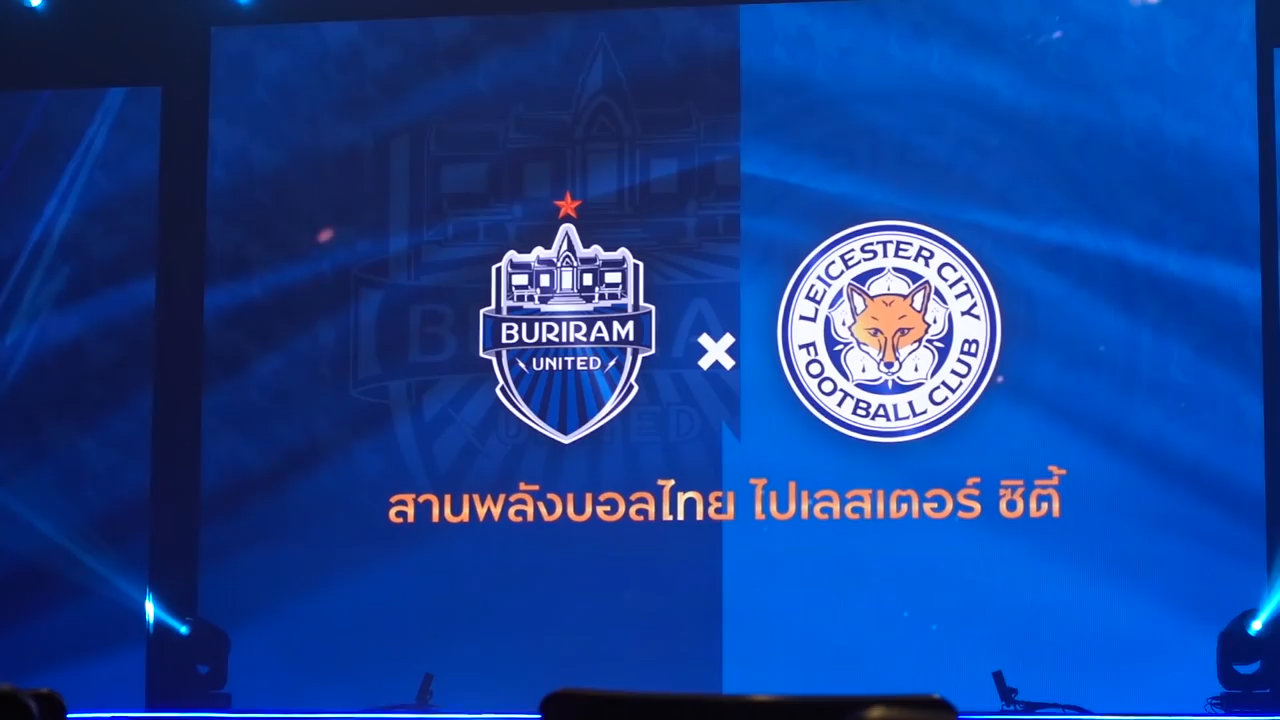 BURIRAM
UNITED
×
LEICESTER CITY
FOOTBALL CLUB
สานพลังบอลไทย ไปเลสเตอร์ ซิตี้